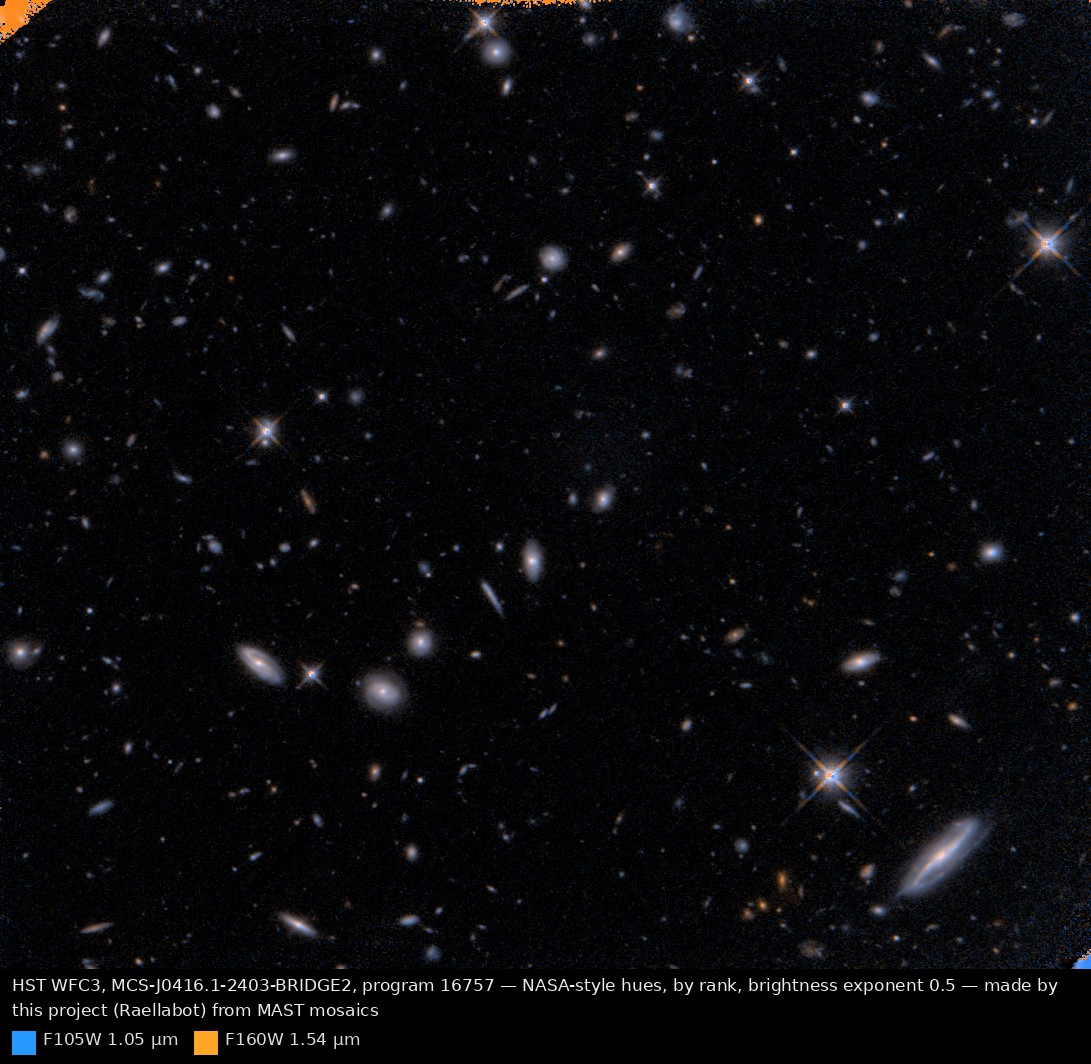 HST WFC3, MCS-J0416.1-2403-BRIDGE2, program 16757 — NASA-style hues, by rank, brightness exponent 0.5 — made by
this project (Raellabot) from MAST mosaics
F105W 1.05 µm F160W 1.54 µm